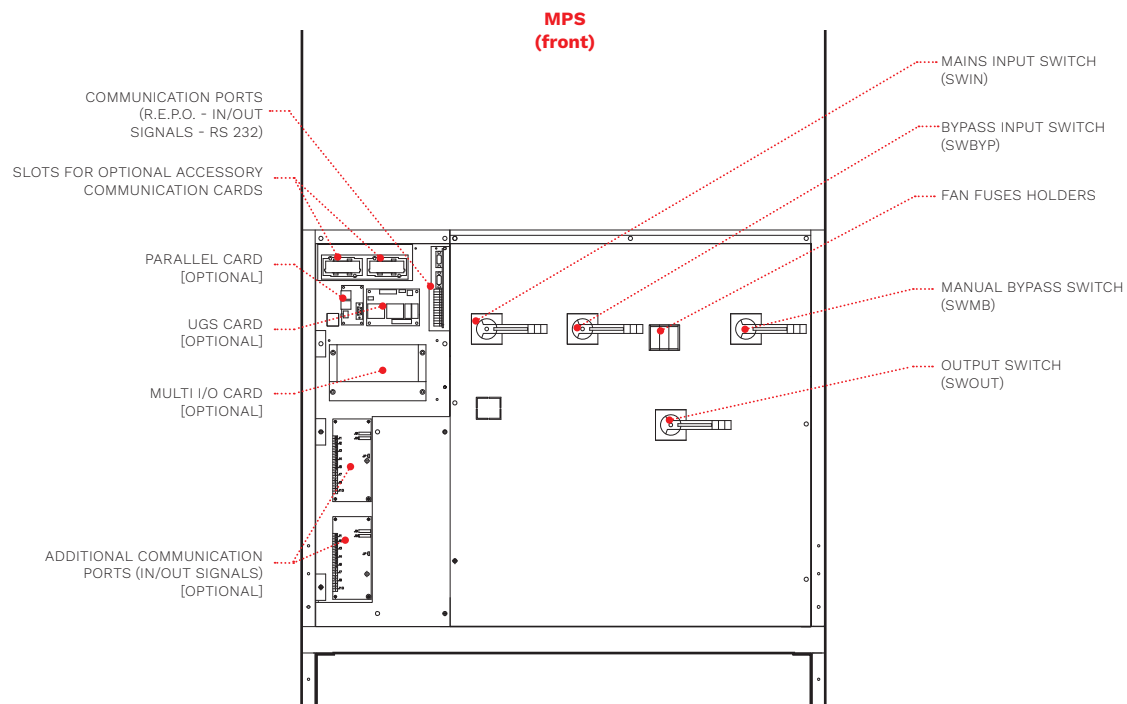 MPS
(front)
COMMUNICATION PORTS
(R.E.P.O. - IN/OUT
SIGNALS - RS 232)
SLOTS FOR OPTIONAL ACCESSORY
COMMUNICATION CARDS
PARALLEL CARD
[OPTIONAL]
UGS CARD
[OPTIONAL]
MULTI I/O CARD
[OPTIONAL]
ADDITIONAL COMMUNICATION
PORTS (IN/OUT SIGNALS)
[OPTIONAL]
MAINS INPUT SWITCH
(SWIN)
BYPASS INPUT SWITCH
(SWBYP)
FAN FUSES HOLDERS
MANUAL BYPASS SWITCH
(SWMB)
OUTPUT SWITCH
(SWOUT)